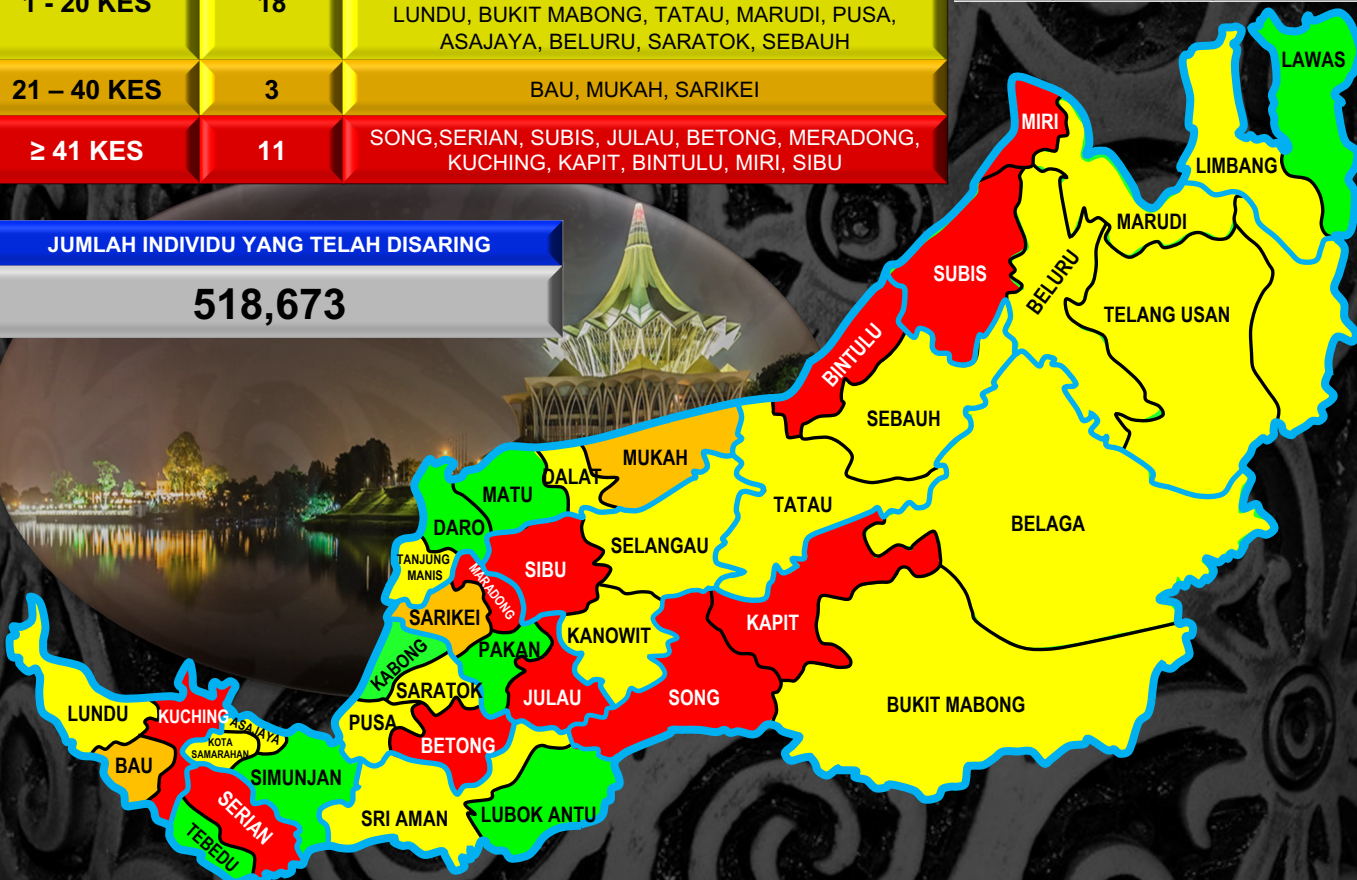 1 - 20 KES
18
LUNDU, BUKIT MABONG, TATAU, MARUDI, PUSA,
ASAJAYA, BELURU, SARATOK, SEBAUH
21 – 40 KES
3
BAU, MUKAH, SARIKEI
≥ 41 KES
11
SONG,SERIAN, SUBIS, JULAU, BETONG, MERADONG,
KUCHING, KAPIT, BINTULU, MIRI, SIBU
JUMLAH INDIVIDU YANG TELAH DISARING
518,673
LAWAS
MIRI
LIMBANG
MARUDI
SUBIS
BELURU
TELANG USAN
BINTULU
SEBAUH
MUKAH
DALAT
MATU
TATAU
DARO
BELAGA
SELANGAU
TANJUNG
MANIS
SIBU
MARADONG
SARIKEI
KAPIT
KANOWIT
PAKAN
KABONG
SARATOK
JULAU
SONG
BUKIT MABONG
LUNDU
KUCHING
ASAJAYA
PUSA
KOTA
SAMARAHAN
BETONG
BAU
SIMUNJAN
SERIAN
SRI AMAN
LUBOK ANTU
TEBEDU